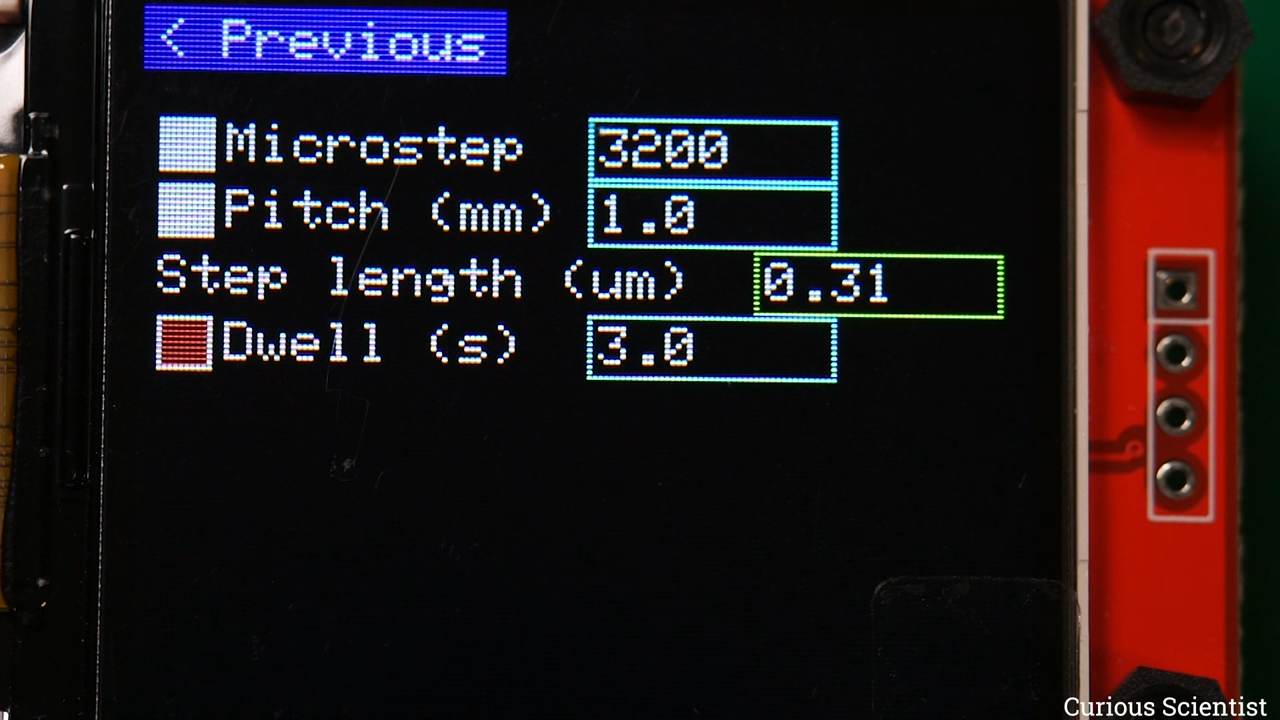 < Previous
Microstep 3200
Pitch (mm) 1.0
Step length (um) 0.31
Dwell (s) 3.0
Curious Scientist